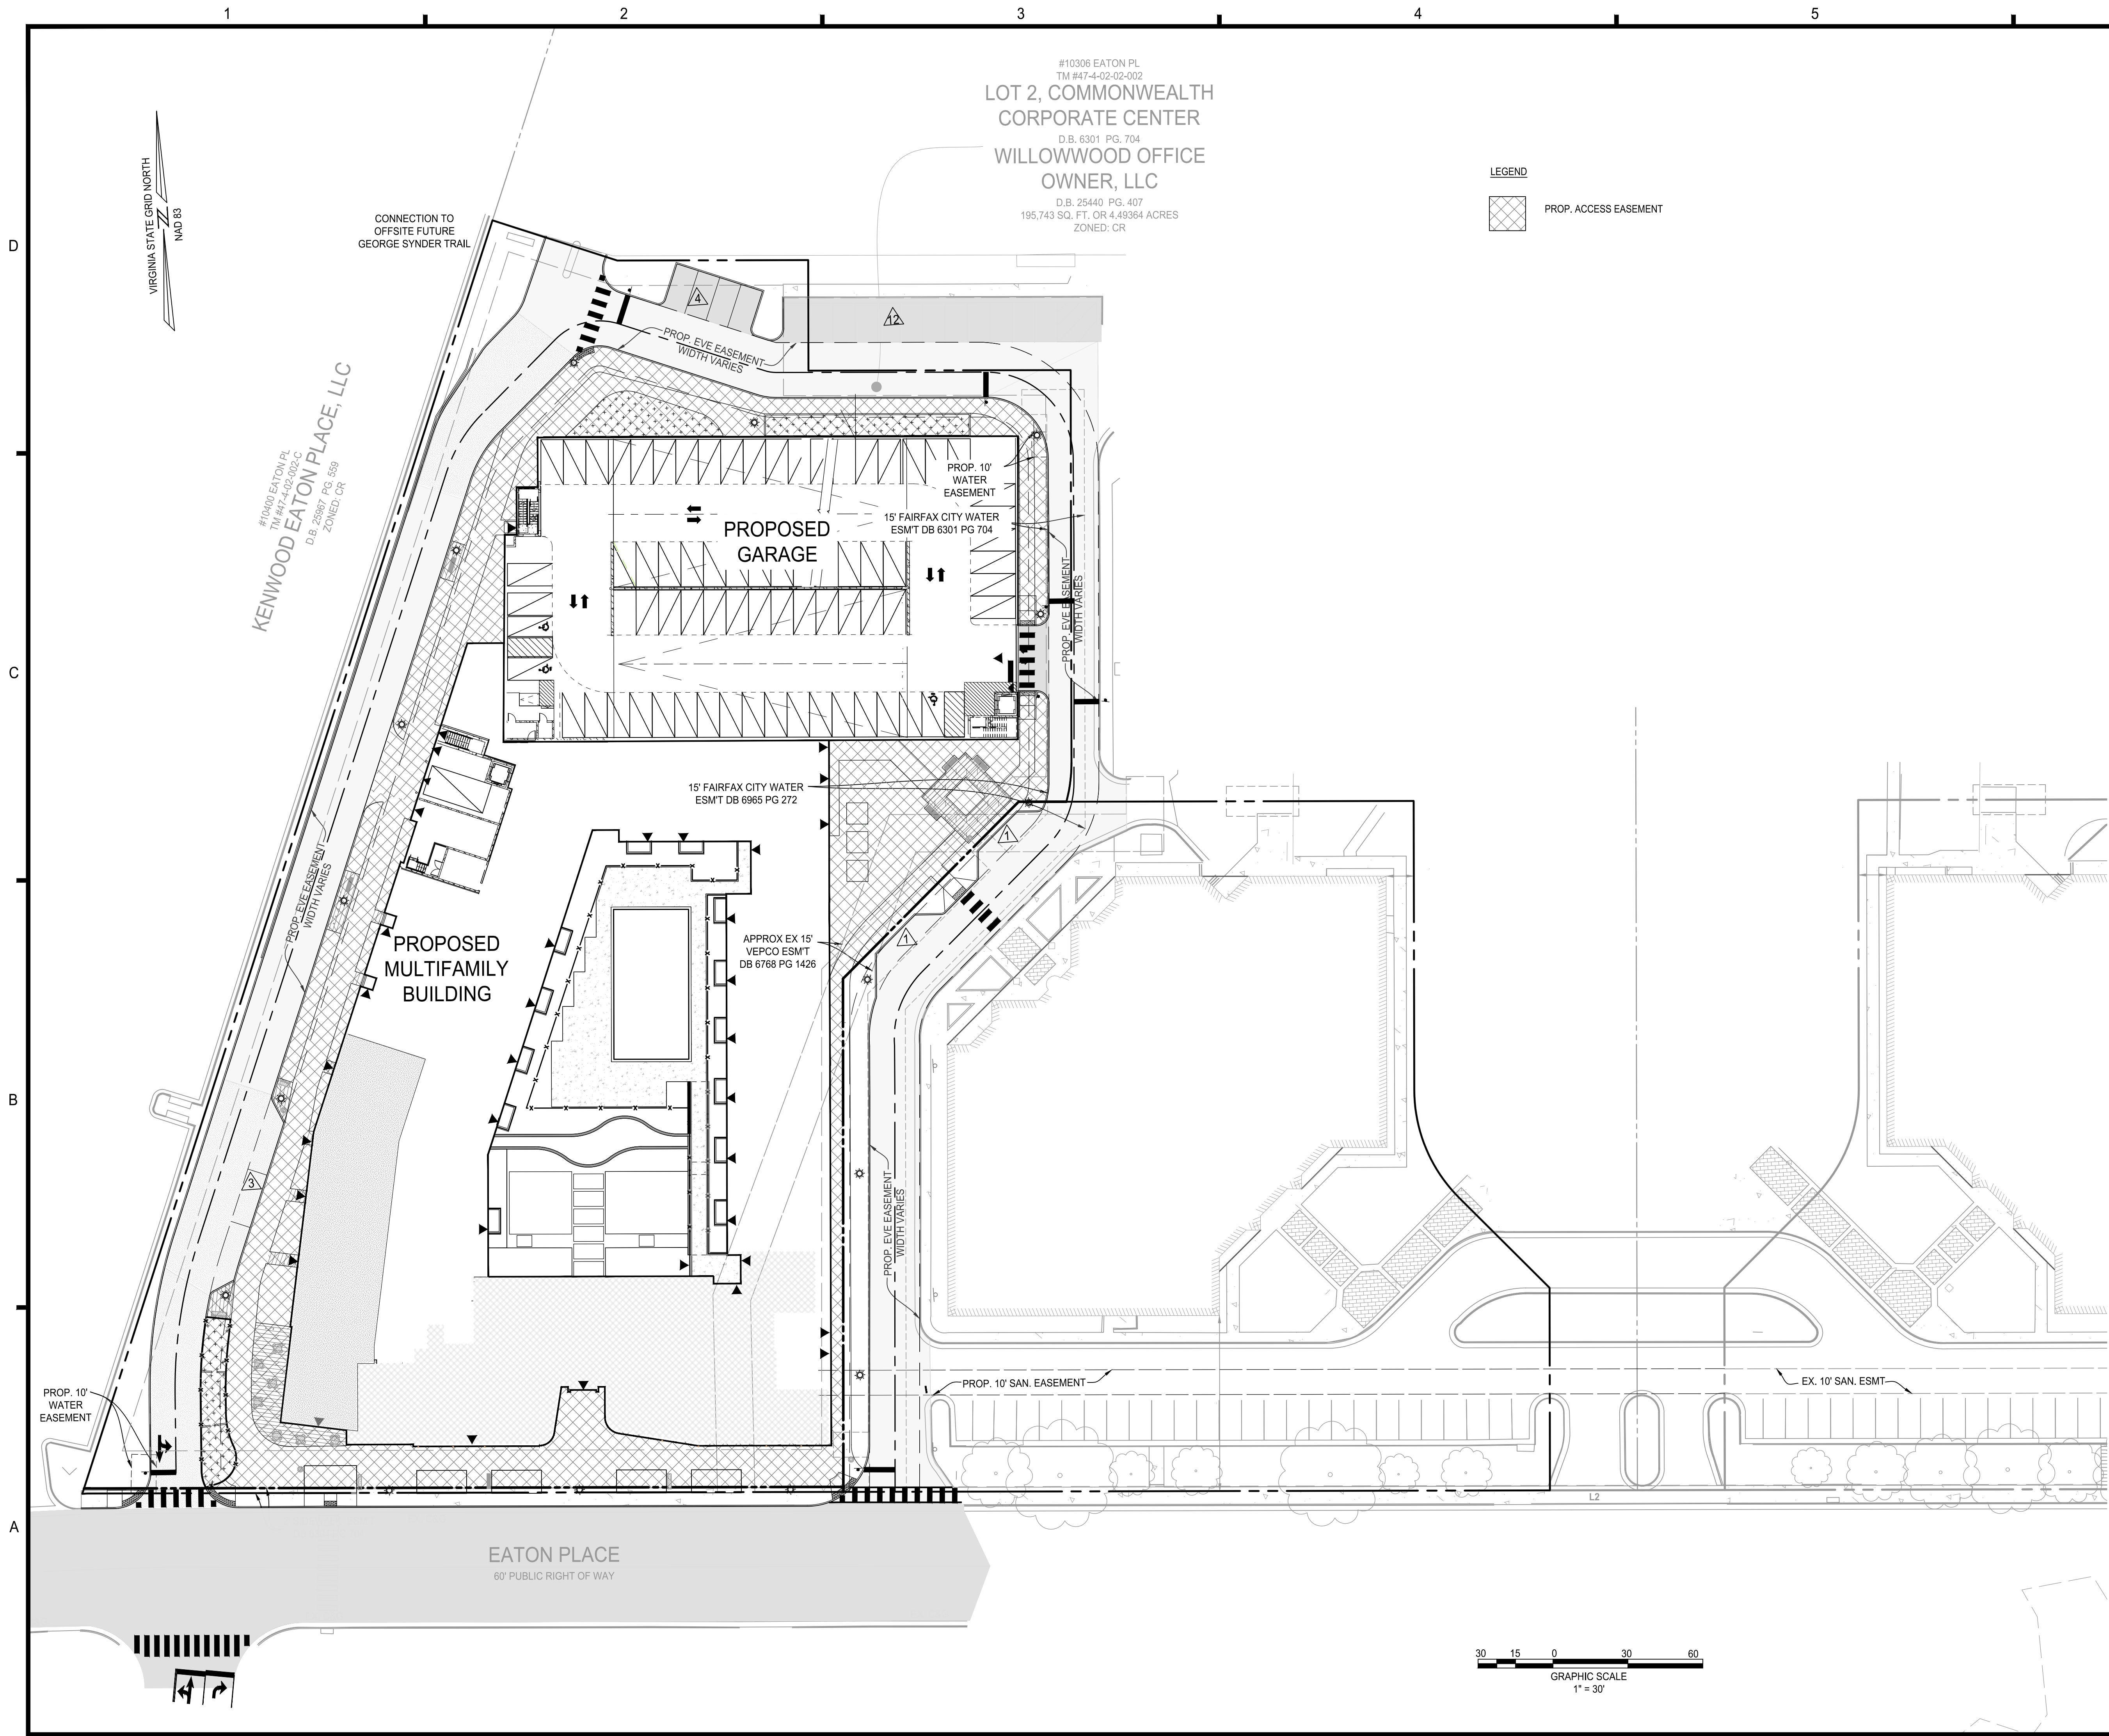 1
2
3
4
5
D
C
B
A
#10306 EATON PL
TM #47-4-02-02-002
LOT 2, COMMONWEALTH
CORPORATE CENTER
D.B. 6301 PG. 704
WILLOWWOOD OFFICE
OWNER, LLC
D.B. 25440 PG. 407
195,743 SQ. FT. OR 4.49364 ACRES
ZONED: CR
LEGEND
PROP. ACCESS EASEMENT
VIRGINIA STATE GRID NORTH
NAD 83
CONNECTION TO
OFFSITE FUTURE
GEORGE SYNDER TRAIL
4
12
PROP. EVE EASEMENT
WIDTH VARIES
#10400 EATON PL
TM #47-4-02-002-C
KENWOOD EATON PLACE, LLC
D.B. 25967 PG. 559
ZONED: CR
PROP. 10'
WATER
EASEMENT
PROPOSED
GARAGE
15' FAIRFAX CITY WATER
ESM'T DB 6301 PG 704
PROP. EVE EASEMENT
WIDTH VARIES
15' FAIRFAX CITY WATER
ESM'T DB 6965 PG 272
1
1
PROP. EVE EASEMENT
WIDTH VARIES
PROPOSED
MULTIFAMILY
BUILDING
APPROX EX 15'
VEPCO ESM'T
DB 6768 PG 1426
3
PROP. EVE EASEMENT
WIDTH VARIES
PROP. 10'
WATER
EASEMENT
PROP. 10' SAN. EASEMENT
EX. 10' SAN. ESMT
L2
EATON PLACE
60' PUBLIC RIGHT OF WAY
30 15 0 30 60
GRAPHIC SCALE
1" = 30'